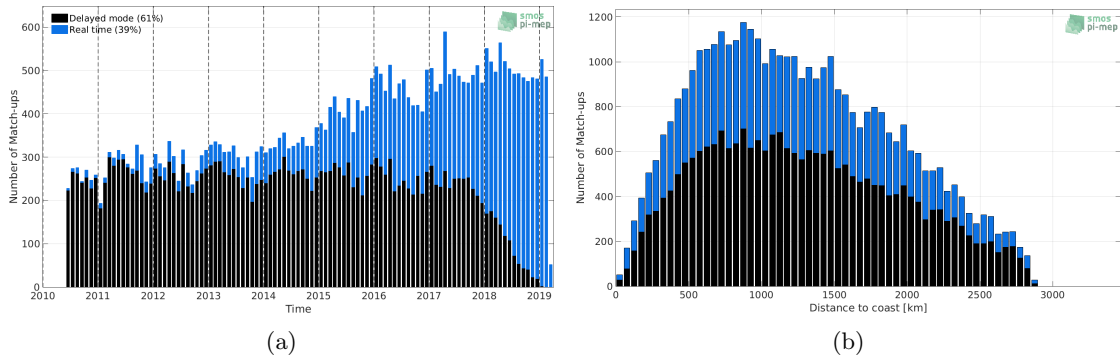 Delayed mode (61%)
Real time (39%)
smos
pi-mep
Number of Match-ups
600
500
400
300
200
100
0
2010 2011 2012 2013 2014 2015 2016 2017 2018 2019
Time
(a)
smos
pi-mep
Number of Match-ups
1200
1000
800
600
400
200
0
0 500 1000 1500 2000 2500 3000
Distance to coast [km]
(b)